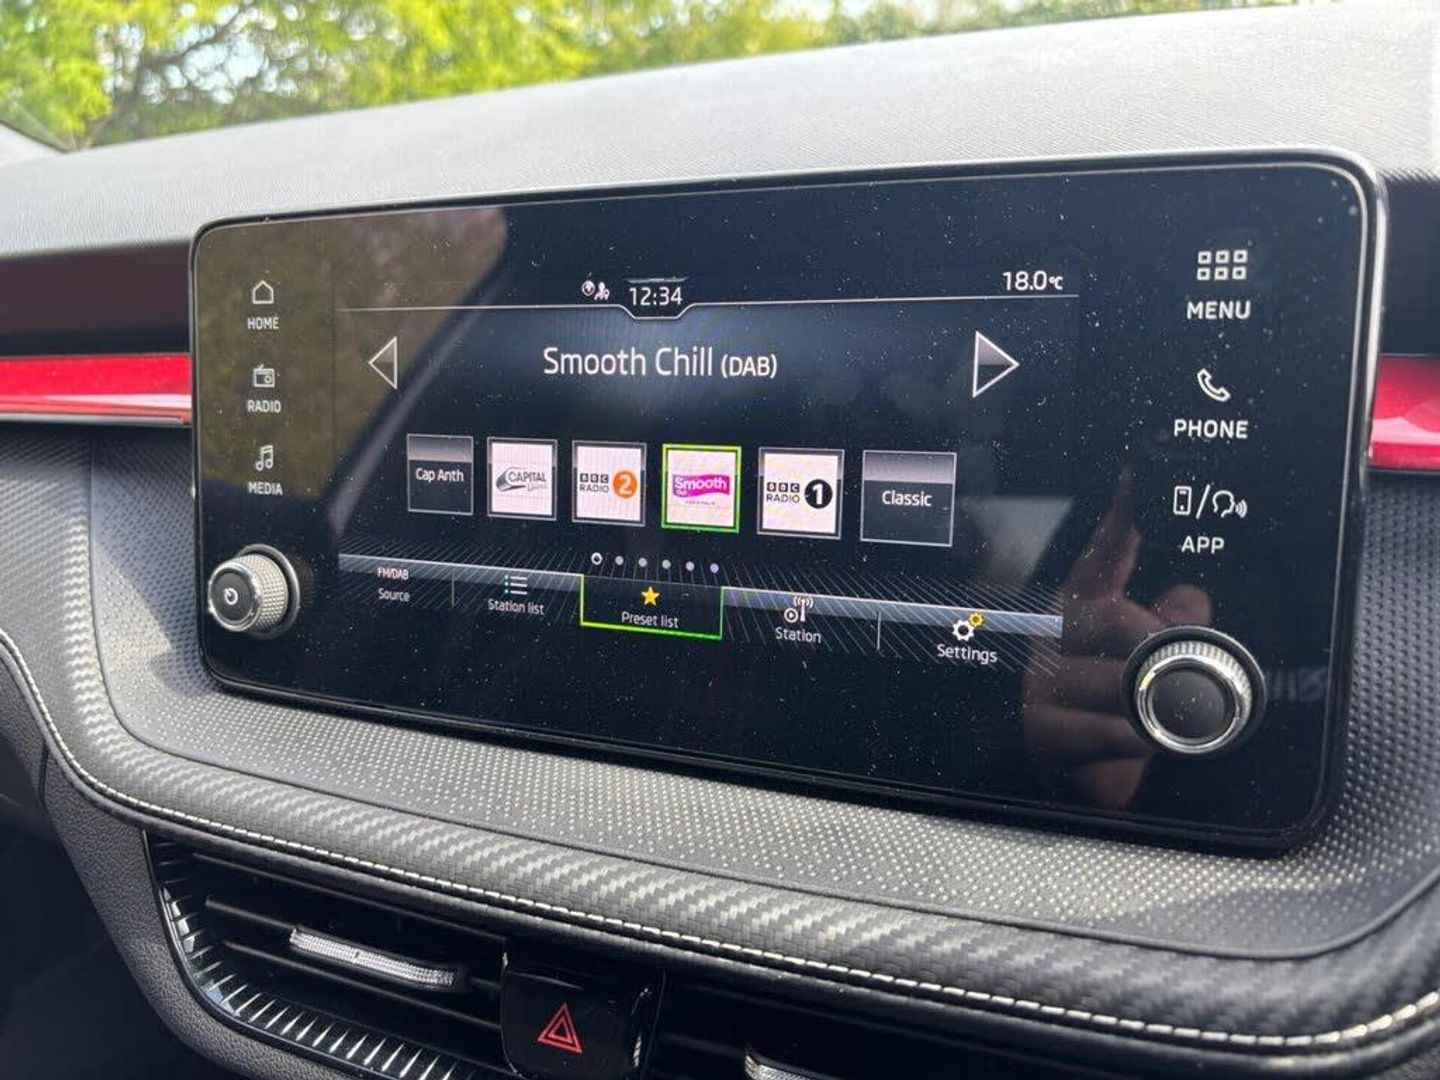 12:34
18.0°C
HOME
MENU
Smooth Chill (DAB)
RADIO
PHONE
MEDIA
Cap Anth
CAPITAL
BBC
RADIO 2
Smooth
BBC
RADIO 1
Classic
APP
FM/DAB
Source
Station list
Preset list
Station
Settings